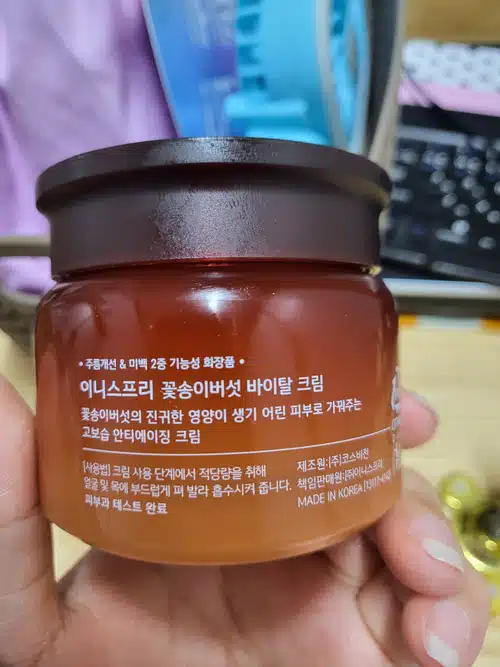 • 주름개선 & 미백 2중 기능성 화장품 •
이니스프리 꽃송이버섯 바이탈 크림
꽃송이버섯의 진귀한 영양이 생기 어린 피부로 가꿔주는
고보습 안티에이징 크림
[사용법] 크림 사용 단계에서 적당량을 취해
얼굴 및 목에 부드럽게 펴 발라 흡수시켜 줍니다.
피부과 테스트 완료
제조원:(주)코스비전
책임판매원:(주)이니스프리
MADE IN KOREA